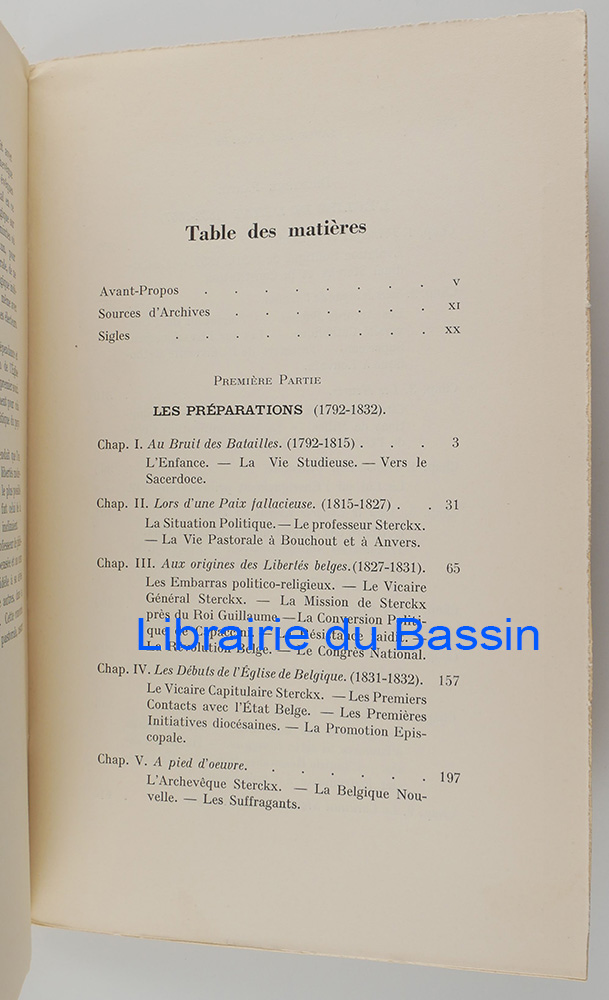 Table des matières
Avant-Propos . . . . . . . . V
Sources d'Archives . . . . . . . XI
Sigles . . . . . . . . . XX
PREMIÈRE PARTIE
LES PRÉPARATIONS (1792-1832).
Chap. I. Au Bruit des Batailles. (1792-1815) . . . 3
L'Enfance. — La Vie Studieuse. — Vers le
Sacerdoce.
Chap. II. Lors d'une Paix fallacieuse. (1815-1827) . . 31
La Situation Politique. — Le professeur Sterckx.
— La Vie Pastorale à Bouchout et à Anvers.
Chap. III. Aux origines des Libertés belges. (1827-1831) 65
Les Embarras politico-religieux. — Le Vicaire
Général Sterckx. — La Mission de Sterckx
près du Roi Guillaume — La Conversion Politi-
que
Librairie du Bassin
La Révolution Belge. — Le Congrès National.
Chap. IV. Les Débuts de l'Église de Belgique. (1831-1832). 157
Le Vicaire Capitulaire Sterckx. — Les Premiers
Contacts avec l'État Belge. — Les Premières
Initiatives diocésaines. — La Promotion Epis-
copale.
Chap. V. A pied d'oeuvre. . . . . . . 197
L'Archevêque Sterckx. — La Belgique Nou-
velle. — Les Suffragants.